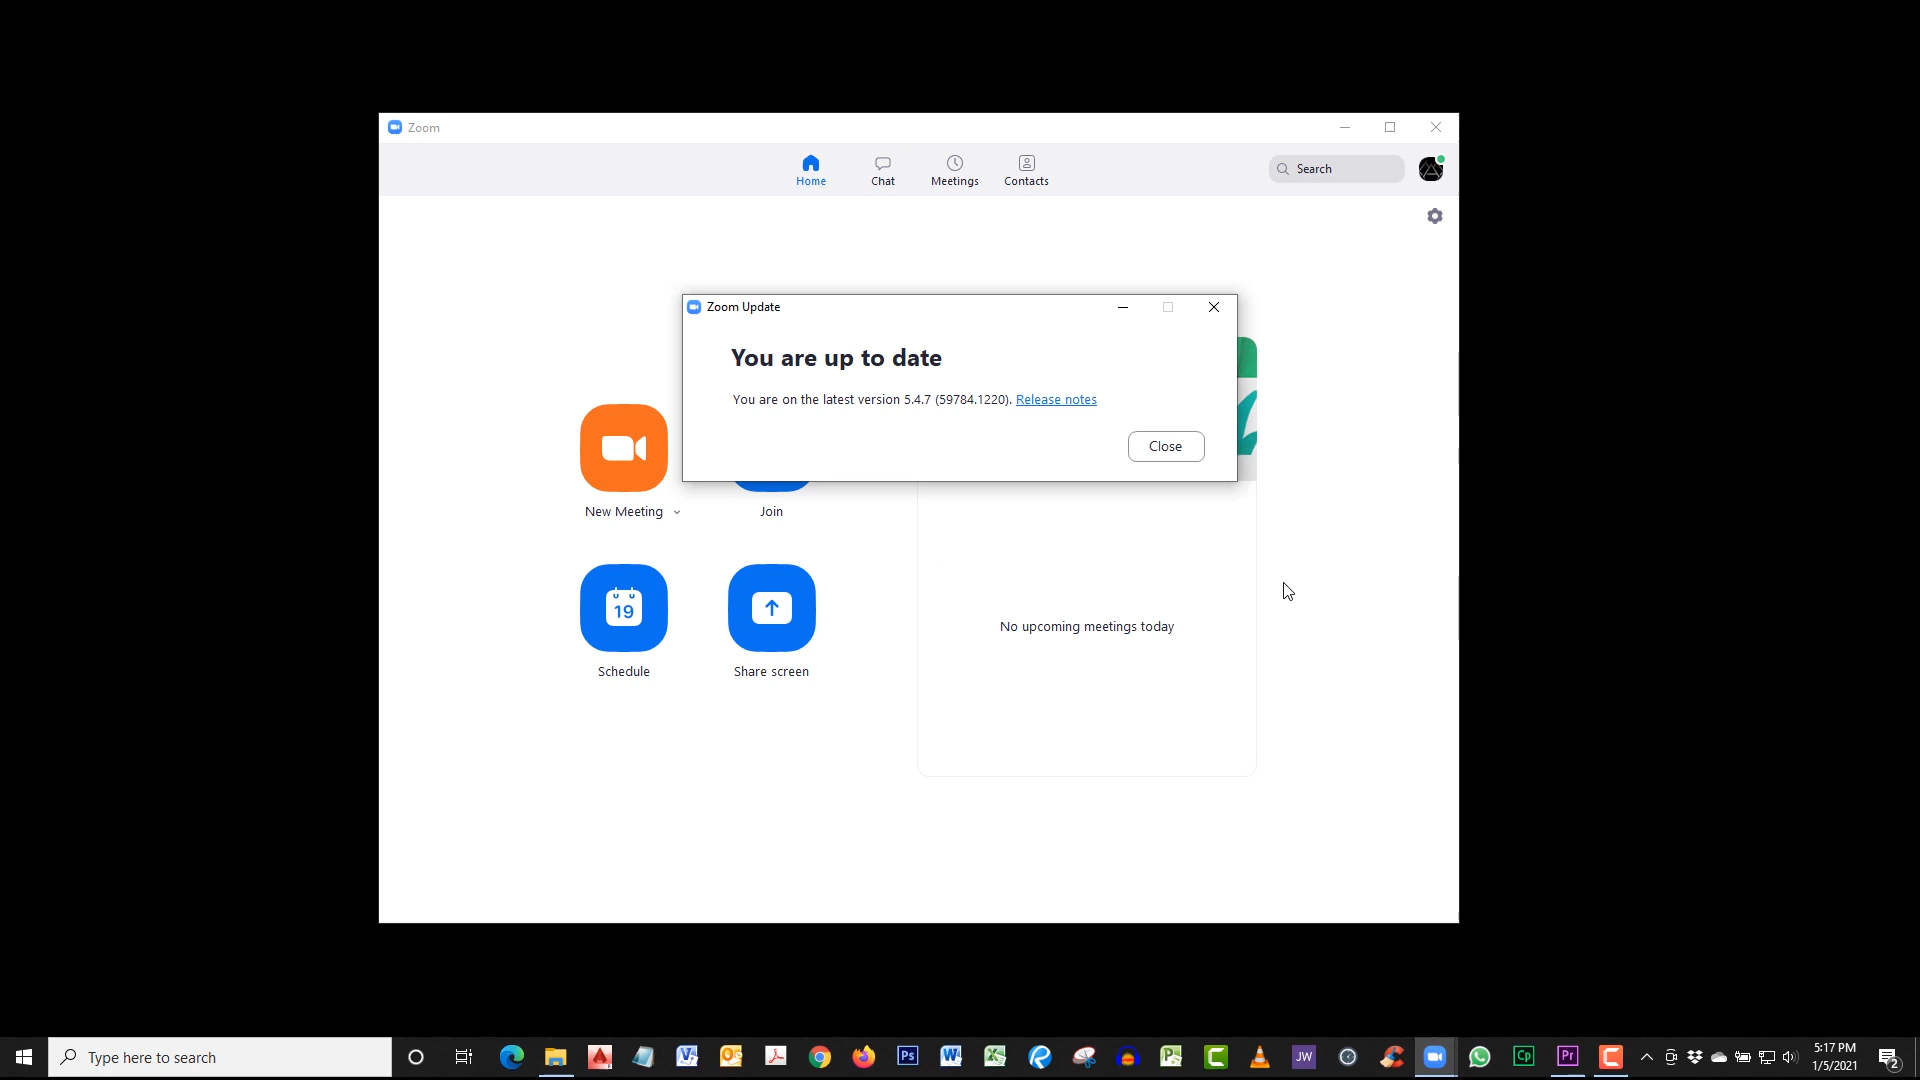 Zoom
Home
Chat
Meetings
Contacts
Search
Zoom Update
You are up to date
You are on the latest version 5.4.7 (59784.1220). Release notes
Close
New Meeting
Join
19
Schedule
Share screen
No upcoming meetings today
Type here to search
Ps
JW
Cp
Pr
5:17 PM
1/5/2021
2